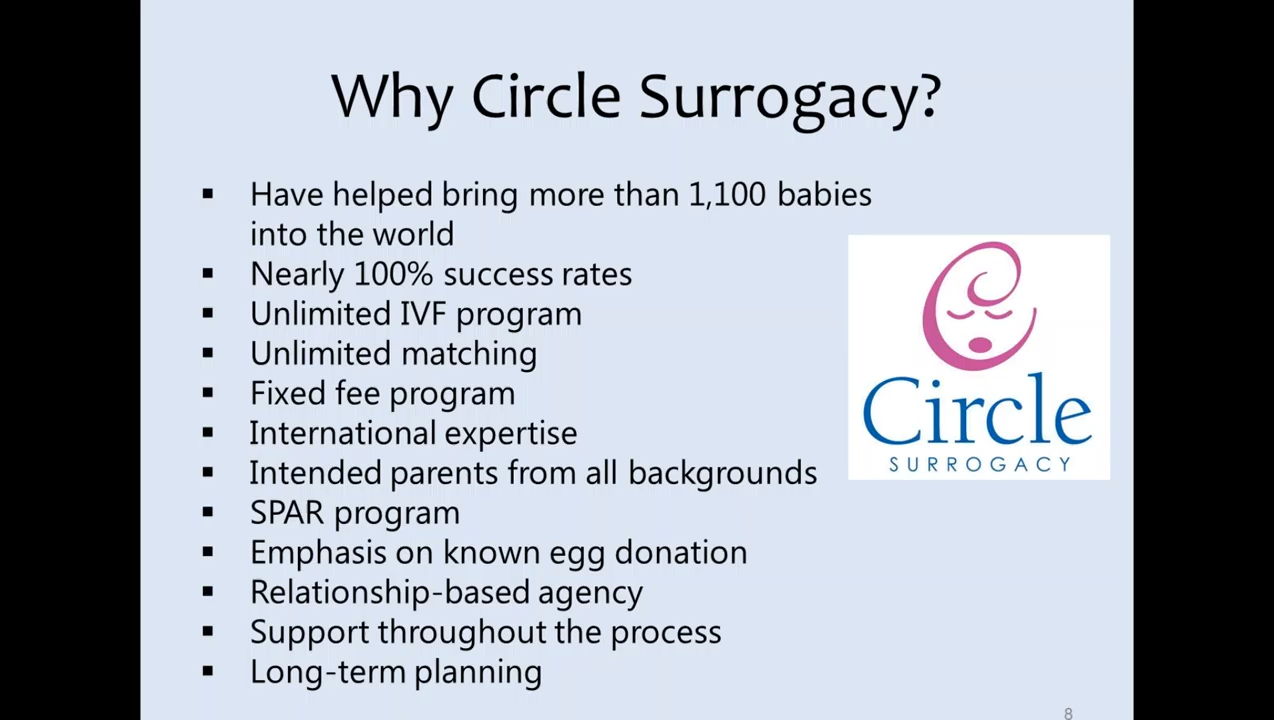 Why Circle Surrogacy?
▪ Have helped bring more than 1,100 babies
into the world
▪ Nearly 100% success rates
▪ Unlimited IVF program
▪ Unlimited matching
▪ Fixed fee program
▪ International expertise
▪ Intended parents from all backgrounds
▪ SPAR program
▪ Emphasis on known egg donation
▪ Relationship-based agency
▪ Support throughout the process
▪ Long-term planning
Circle
SURROGACY
8